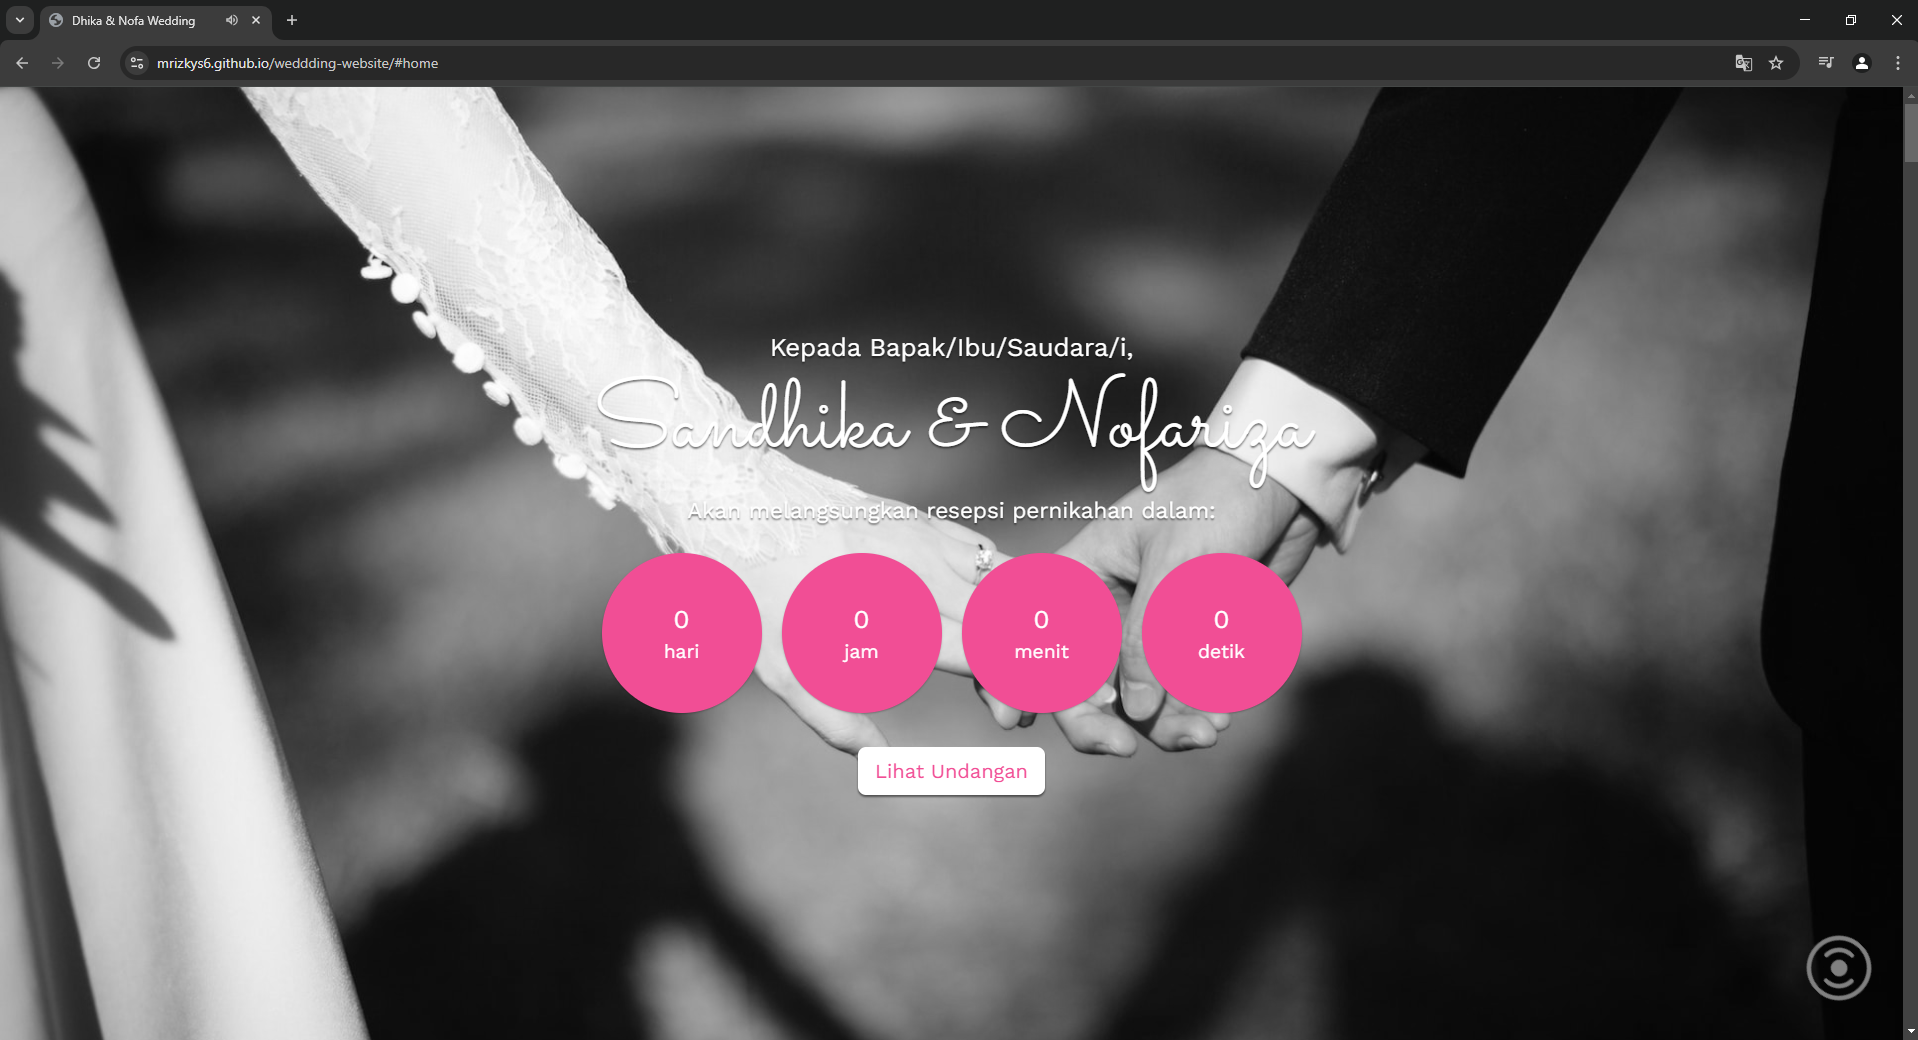 Dhika & Nofa Wedding
mrizkys6.github.io/weddding-website/#home
Kepada Bapak/Ibu/Saudara/i,
Sandhika & Nofariza
Akan melangsungkan resepsi pernikahan dalam:
0 0 0 0
hari jam menit detik
Lihat Undangan